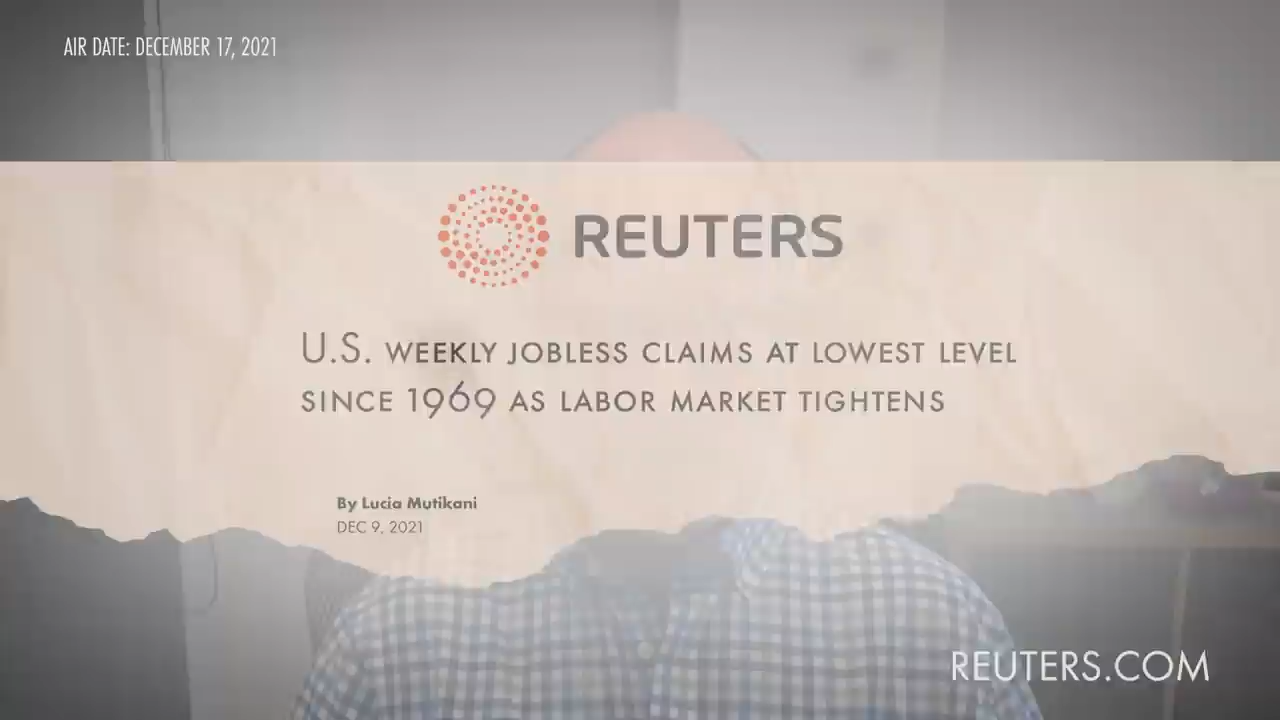 AIR DATE: DECEMBER 17, 2021
REUTERS
U.S. WEEKLY JOBLESS CLAIMS AT LOWEST LEVEL
SINCE 1969 AS LABOR MARKET TIGHTENS
By Lucia Mutikani
DEC 9, 2021
REUTERS.COM